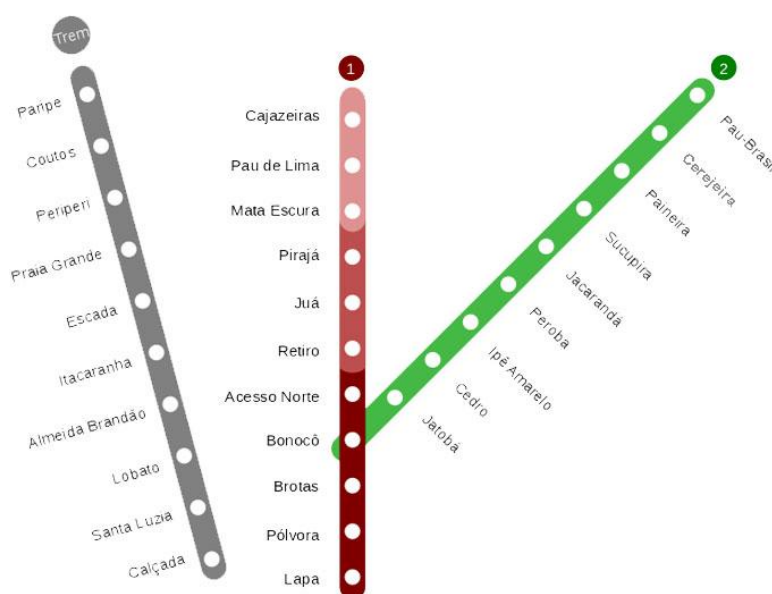 Trem
Paripe
Coutos
Periperi
Praia Grande
Escada
Itacaranha
Almeida Brandão
Lobato
Santa Luzia
Calçada
1
Cajazeiras
Pau de Lima
Mata Escura
Pirajá
Juá
Retiro
Acesso Norte
Bonocô
Brotas
Pólvora
Lapa
2
Pau-Brasil
Cerejeira
Paineira
Sucupira
Jacarandá
Peroba
Ipê Amarelo
Cedro
Jatobá